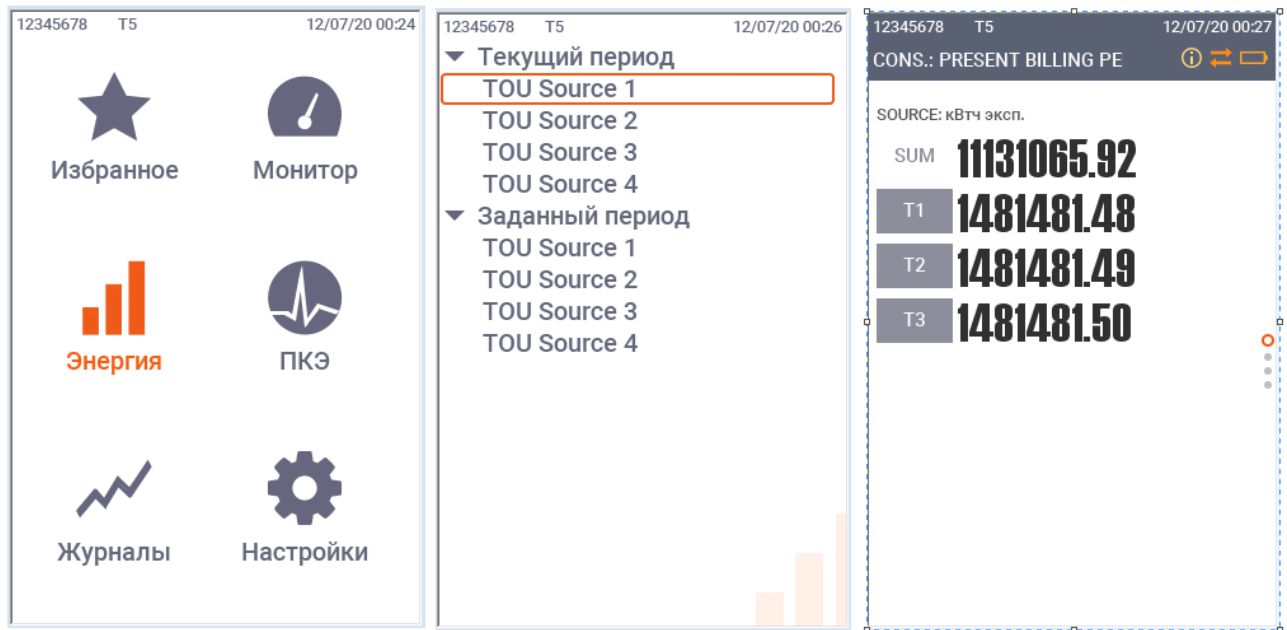 12345678 T5 12/07/20 00:24
Избранное Монитор
Энергия ПКЭ
Журналы Настройки
12345678 T5 12/07/20 00:26
Текущий период
TOU Source 1
TOU Source 2
TOU Source 3
TOU Source 4
Заданный период
TOU Source 1
TOU Source 2
TOU Source 3
TOU Source 4
12345678 T5 12/07/20 00:27
CONS.: PRESENT BILLING PE
SOURCE: кВтч эксп.
SUM 11131065.92
T1 1481481.48
T2 1481481.49
T3 1481481.50